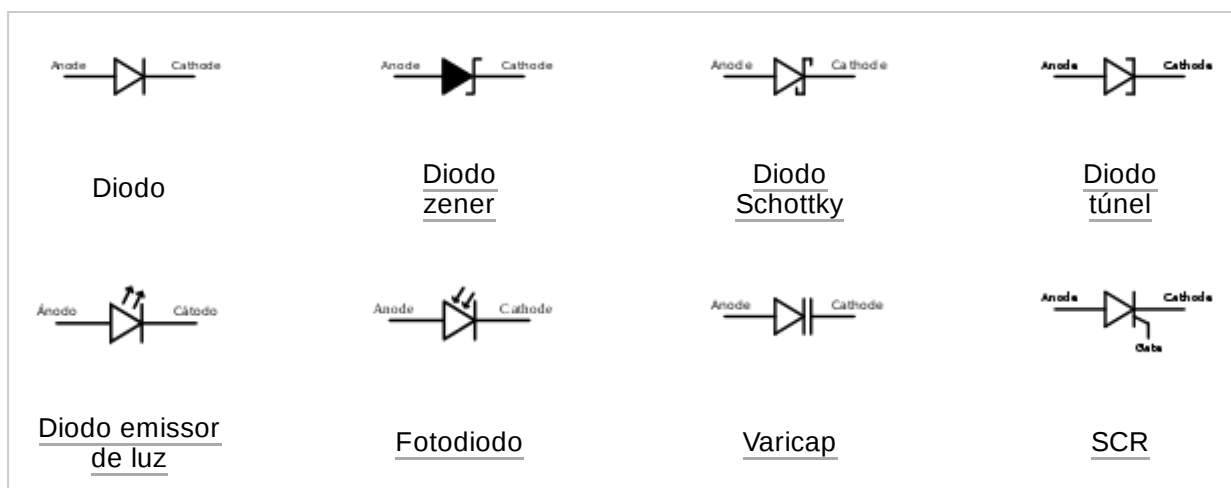 Anode Cathode Anode Cathode Anode Cathode Anode Cathode
Diodo Diodo zener Diodo Schottky Diodo túnel
Ánodo Cátodo Anode Cathode Anode Cathode Anode Cathode
Gate
Diodo emissor de luz Fotodiodo Varicap SCR